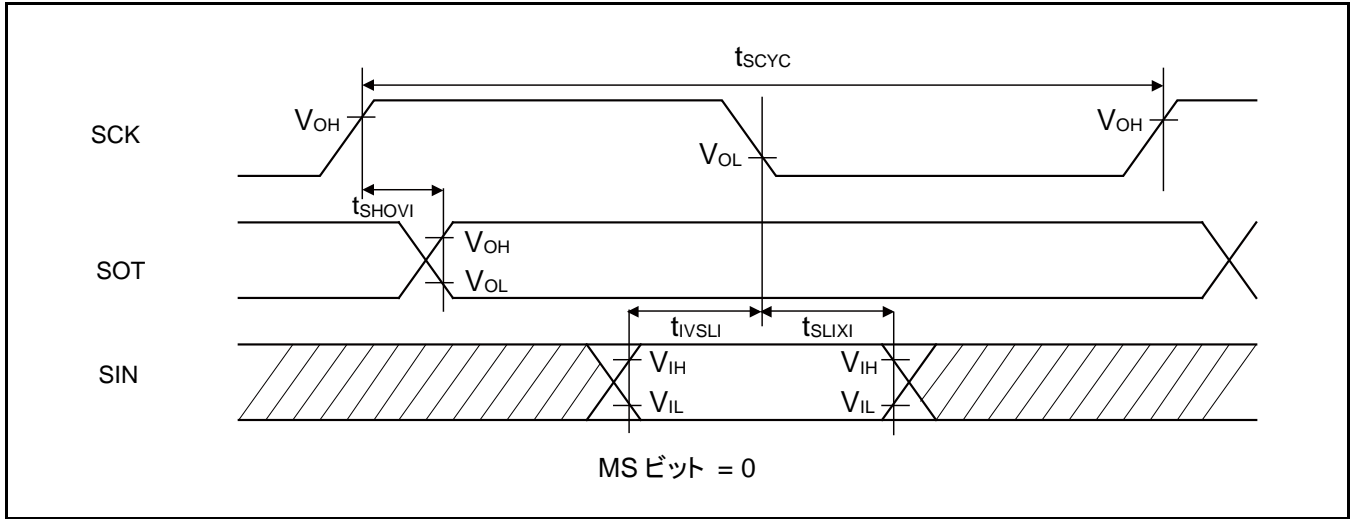 tSCYC
SCK
VOH
VOL
VOH
tSHOVI
SOT
VOH
VOL
tIVSLI
tSLIXI
SIN
VIH
VIL
VIH
VIL
MS ビット = 0